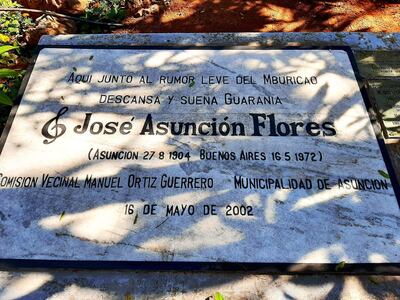 AQUI JUNTO AL RUMOR LEVE DEL MBURICAO
DESCANSA Y SUEÑA GUARANIA
José Asunción Flores
(ASUNCION 27 8 1904 BUENOS AIRES 16 5 1972)
COMISION VECINAL MANUEL ORTIZ GUERRERO MUNICIPALIDAD DE ASUNCION
16 DE MAYO DE 2002